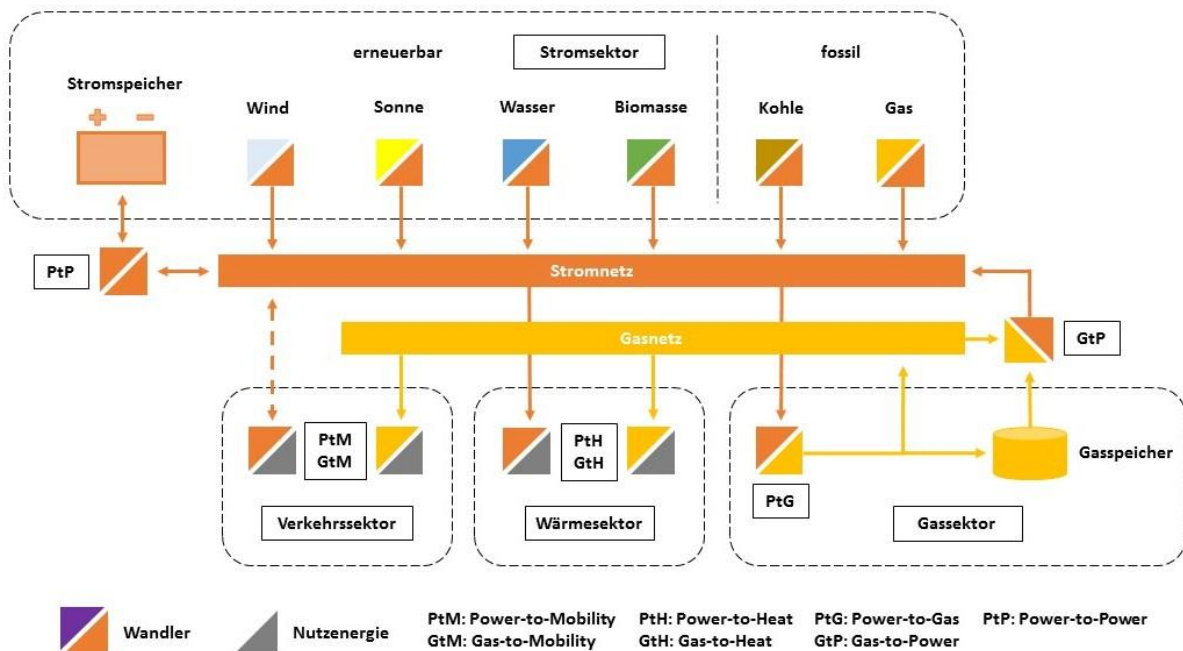 erneuerbar
Stromsektor
fossil
Stromspeicher
+ −
Wind
Sonne
Wasser
Biomasse
Kohle
Gas
PtP
Stromnetz
Gasnetz
GtP
PtM
GtM
PtH
GtH
Gasspeicher
PtG
Verkehrssektor
Wärmesektor
Gassektor
Wandler
Nutzenergie
PtM: Power-to-Mobility
GtM: Gas-to-Mobility
PtH: Power-to-Heat
GtH: Gas-to-Heat
PtG: Power-to-Gas
GtP: Gas-to-Power
PtP: Power-to-Power